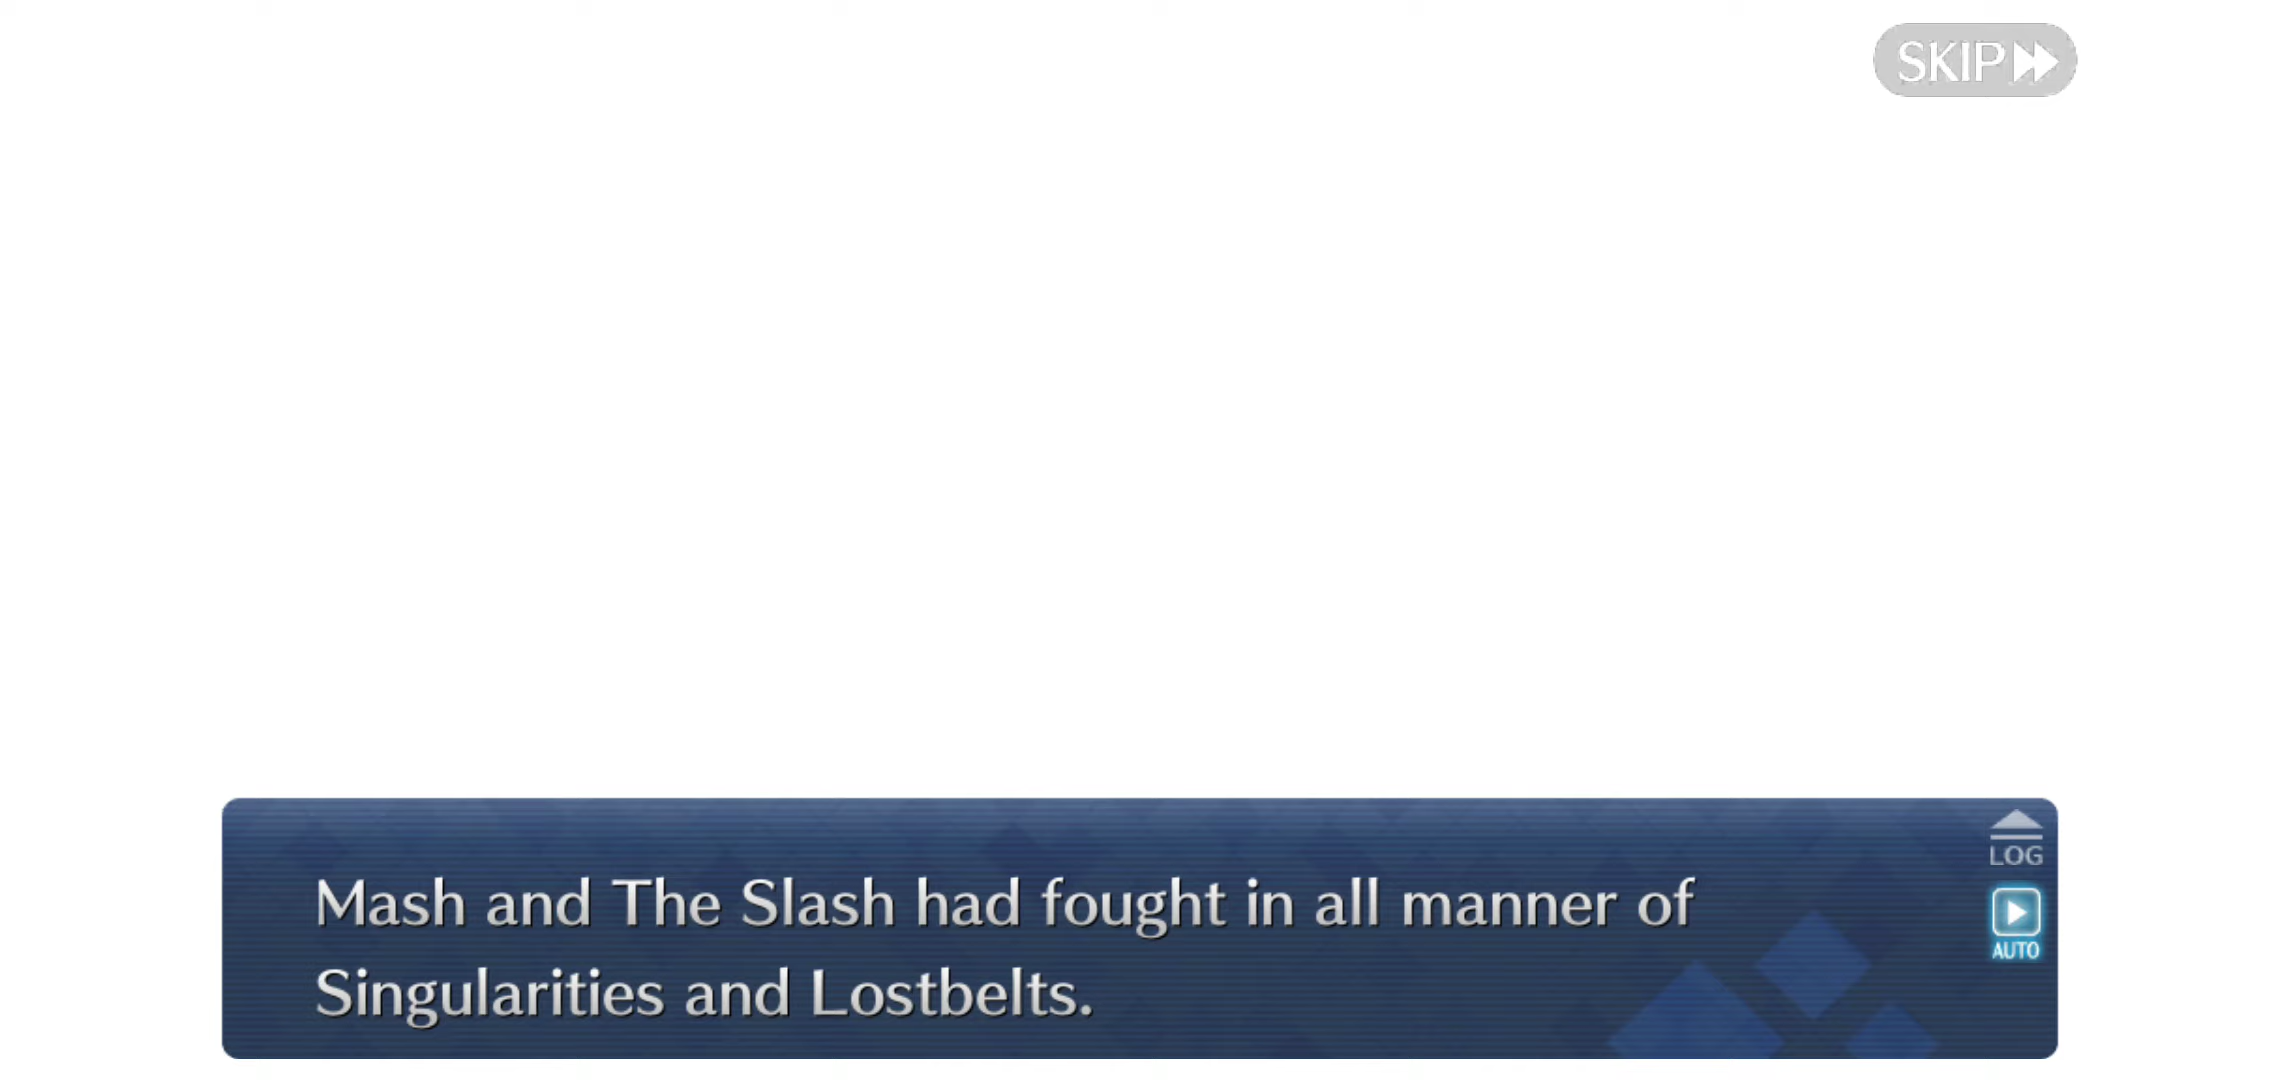 SKIP
LOG
Mash and The Slash had fought in all manner of
AUTO
Singularities and Lostbelts.